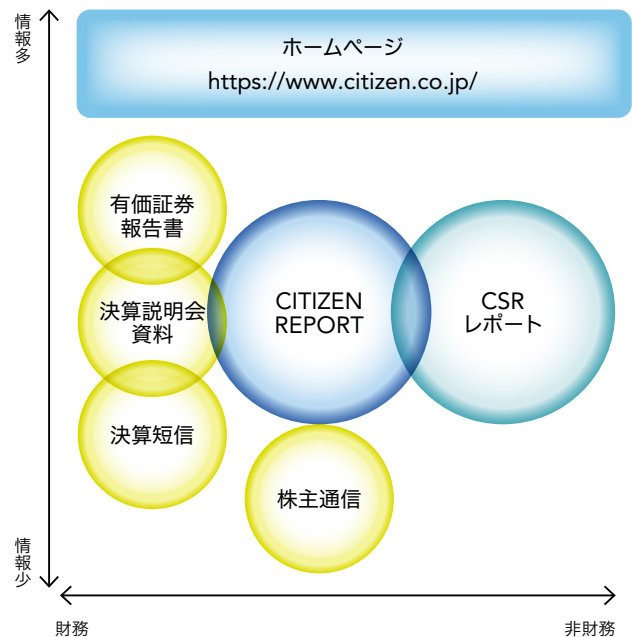 情報多
ホームページ
https://www.citizen.co.jp/
有価証券
報告書
決算説明会
資料
決算短信
CITIZEN
REPORT
CSR
レポート
株主通信
情報少
財務
非財務